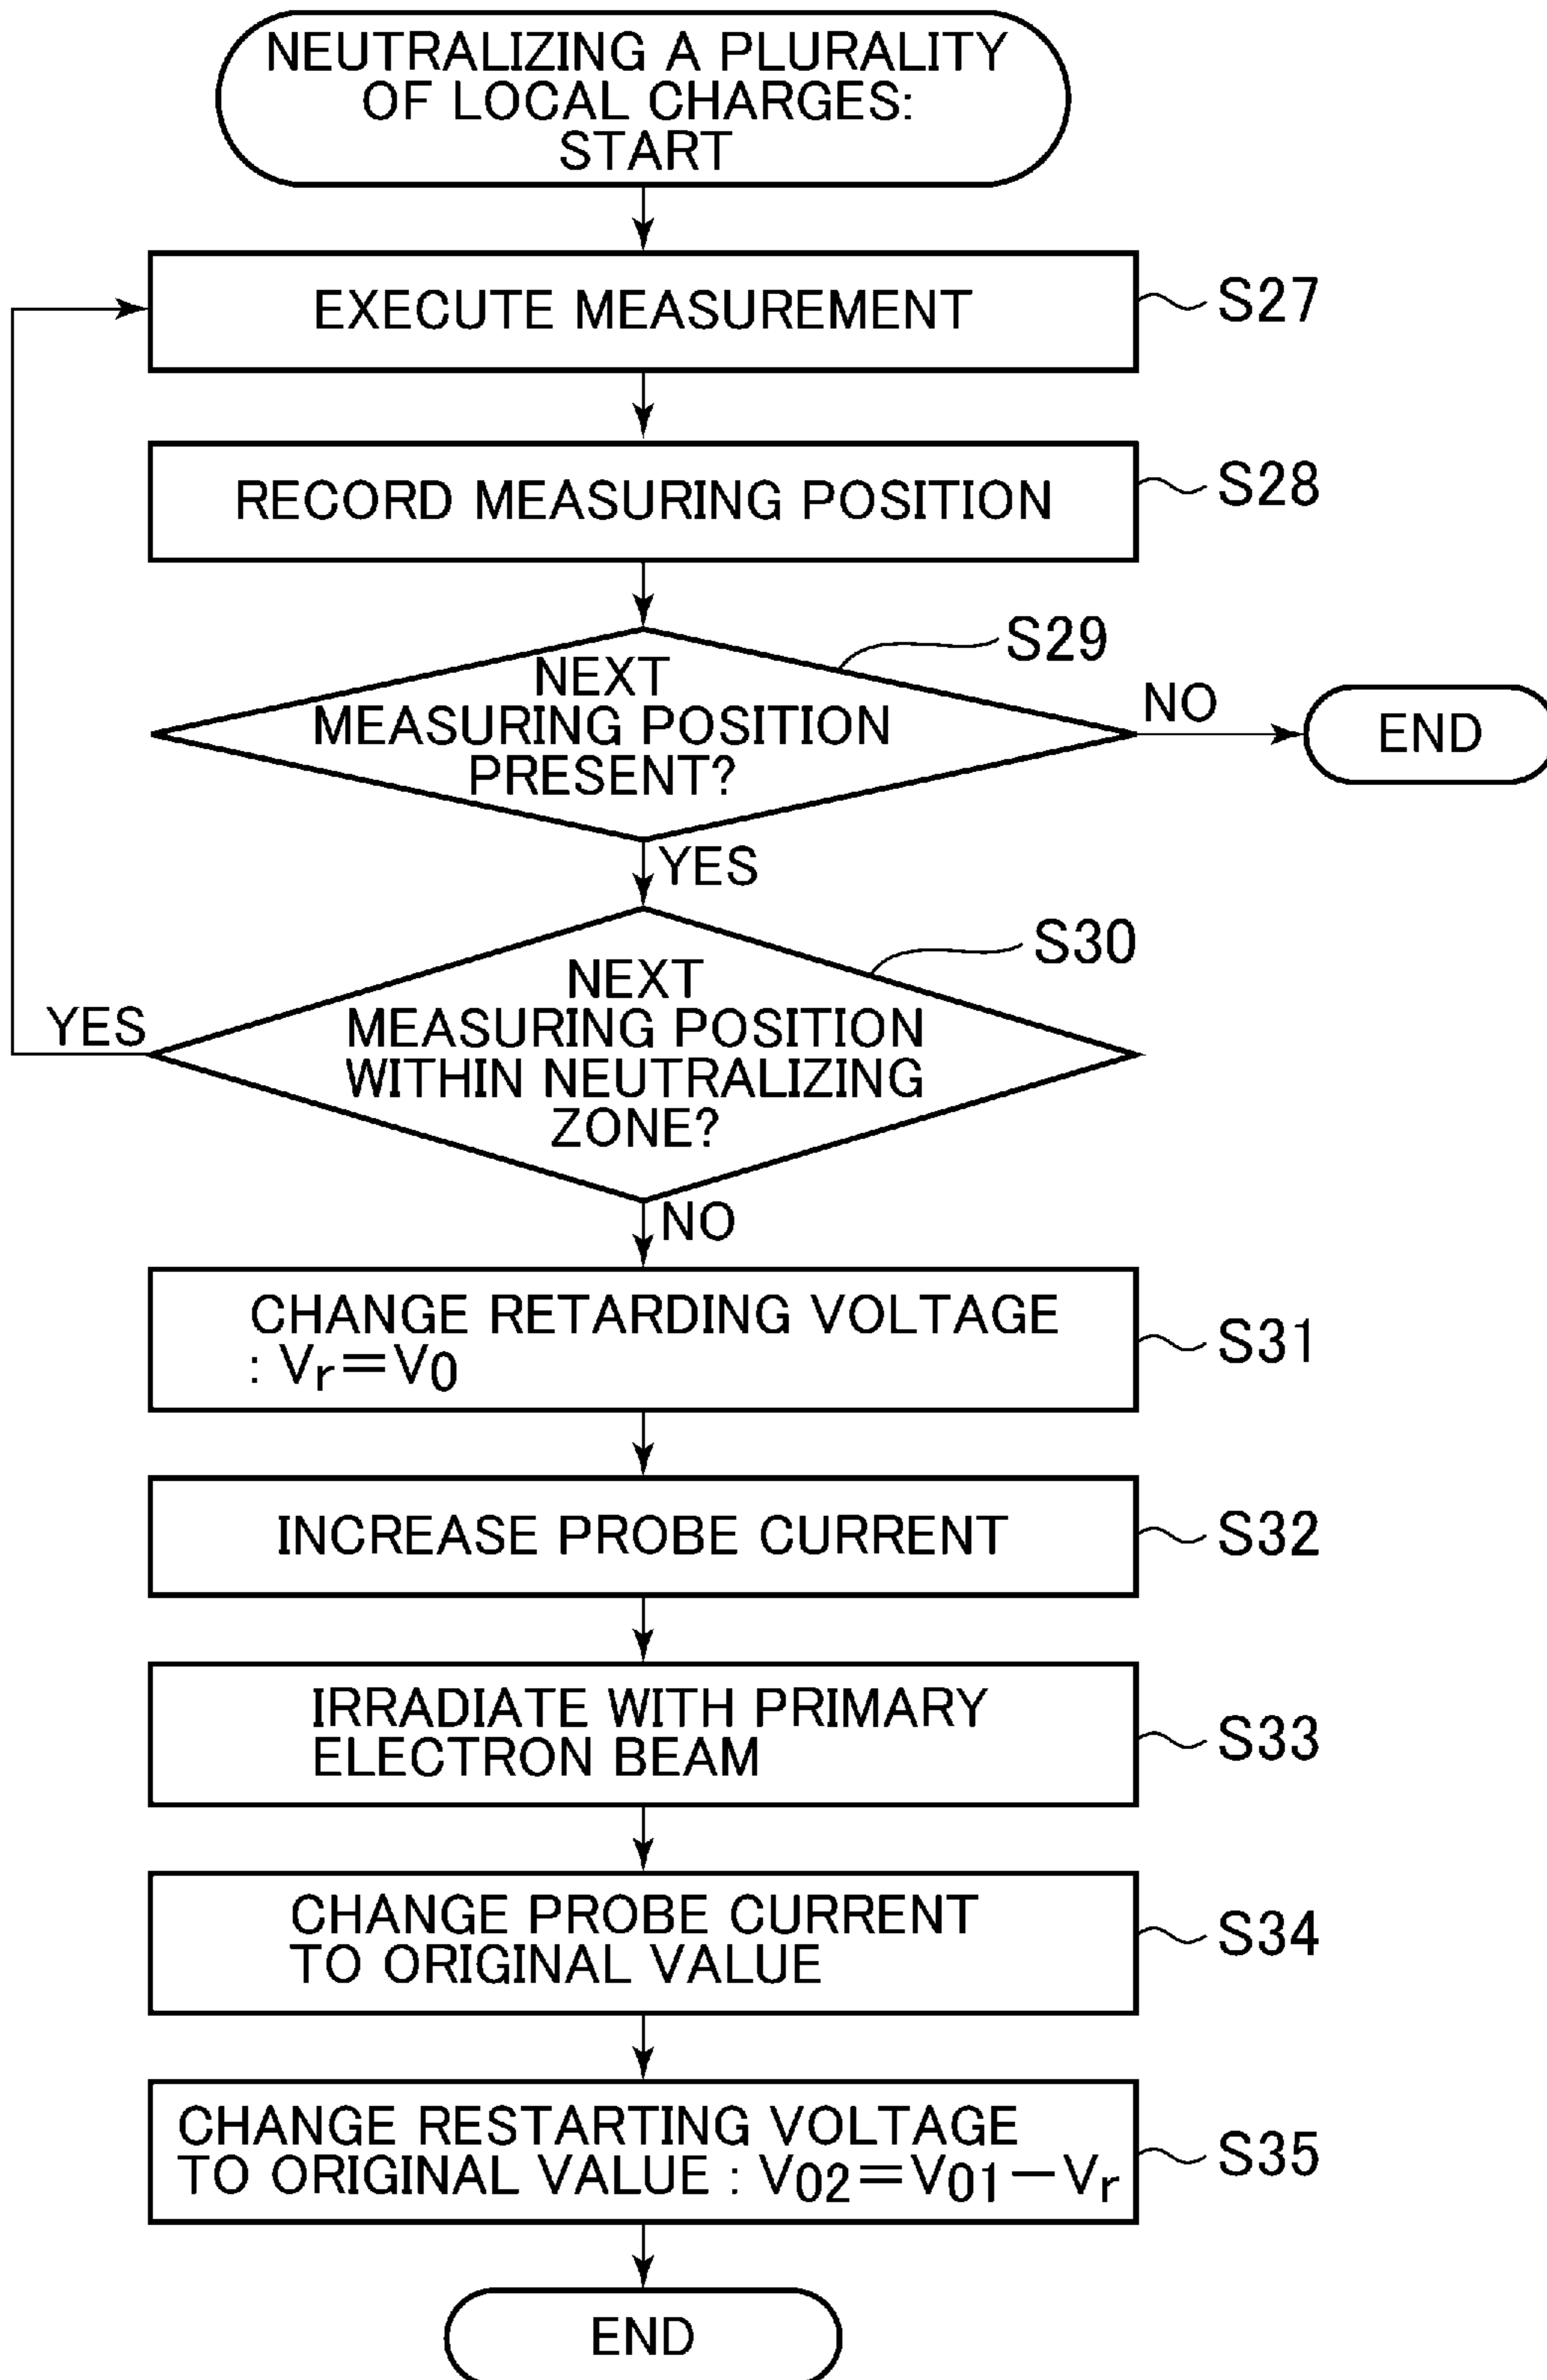 NEUTRALIZING A PLURALITY
OF LOCAL CHARGES:
START
EXECUTE MEASUREMENT
S27
RECORD MEASURING POSITION
S28
S29
NEXT
MEASURING POSITION
PRESENT?
NO
END
YES
S30
NEXT
MEASURING POSITION
WITHIN NEUTRALIZING
ZONE?
YES
NO
CHANGE RETARDING VOLTAGE
: Vr=V0
S31
INCREASE PROBE CURRENT
S32
IRRADIATE WITH PRIMARY
ELECTRON BEAM
S33
CHANGE PROBE CURRENT
TO ORIGINAL VALUE
S34
CHANGE RESTARTING VOLTAGE
TO ORIGINAL VALUE : V02=V01−Vr
S35
END